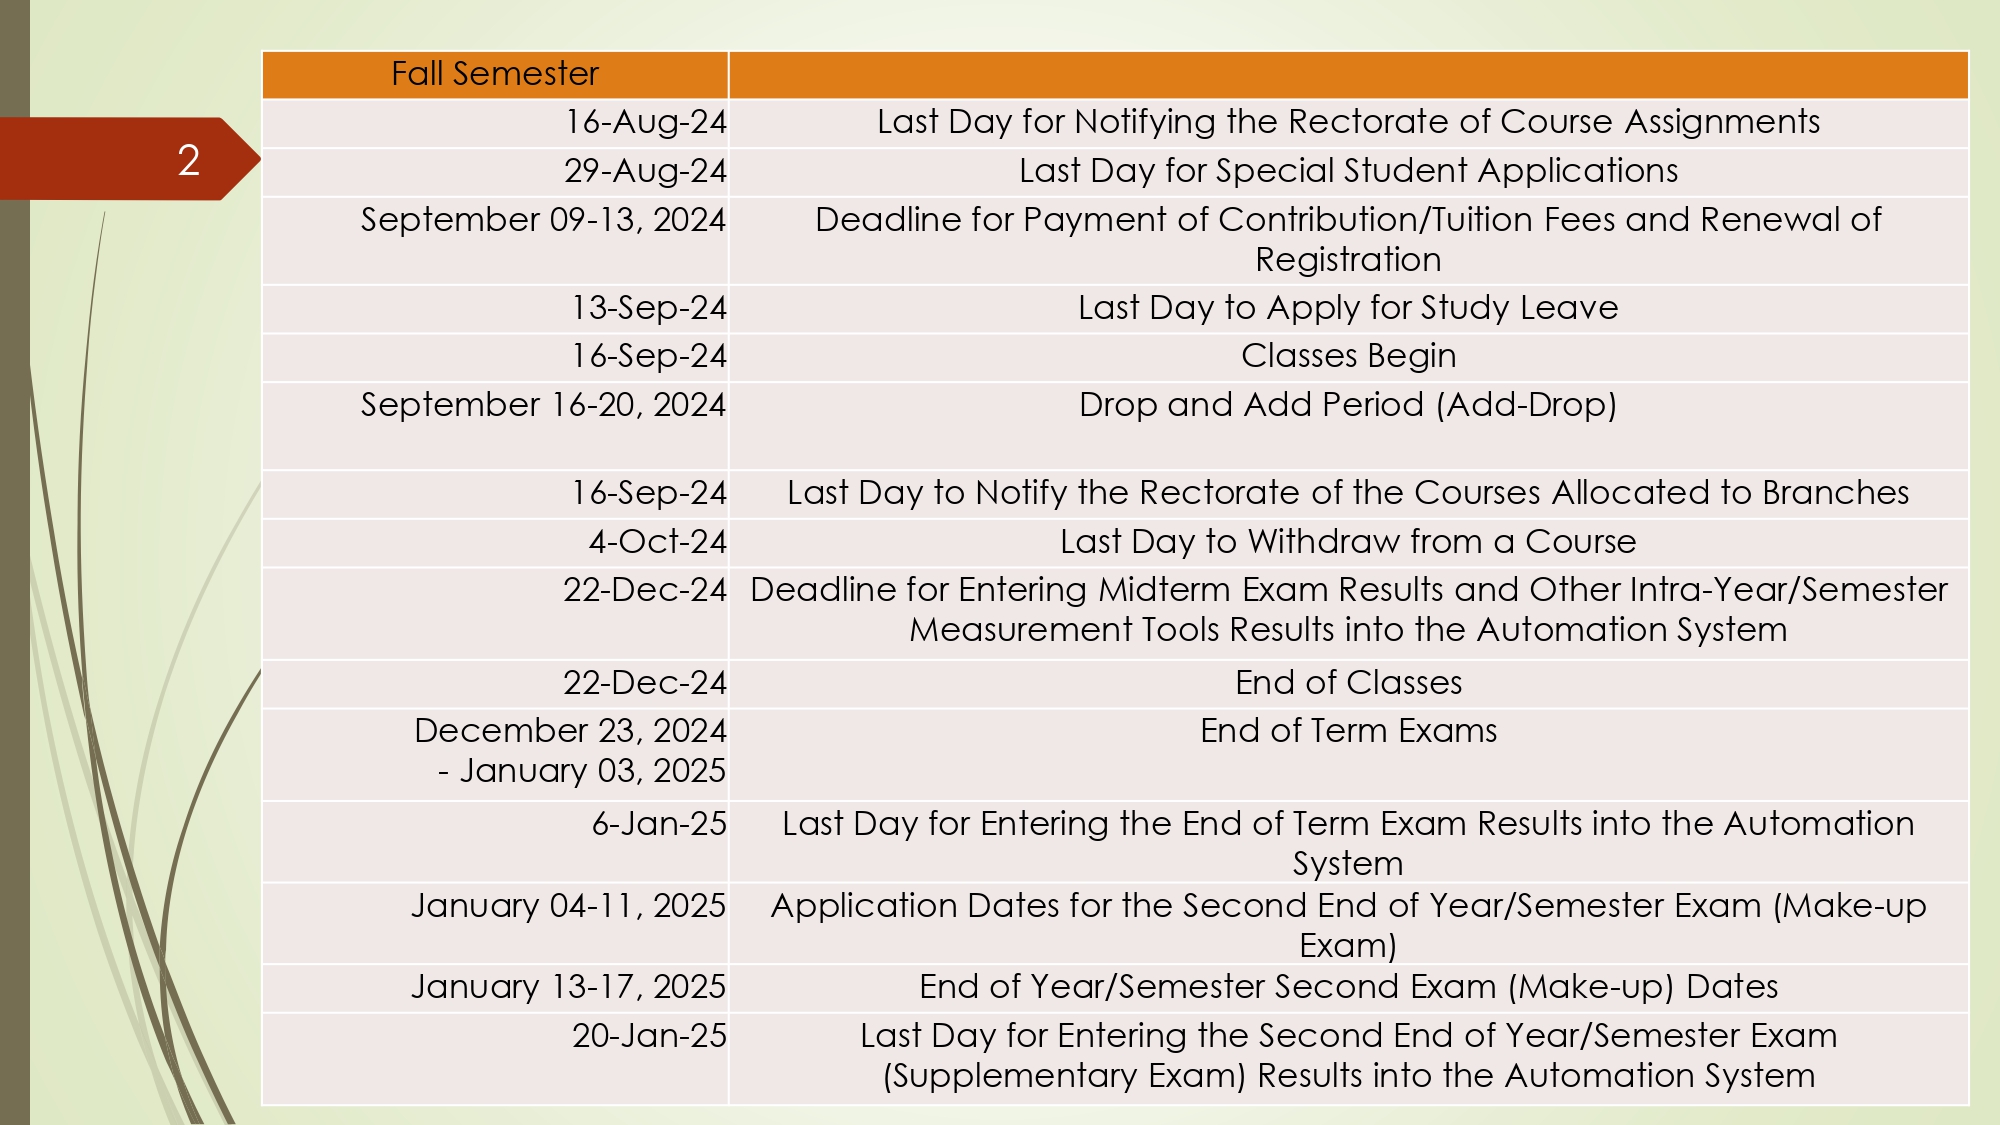 Fall Semester
16-Aug-24 Last Day for Notifying the Rectorate of Course Assignments
2
29-Aug-24 Last Day for Special Student Applications
September 09-13, 2024 Deadline for Payment of Contribution/Tuition Fees and Renewal of
Registration
13-Sep-24 Last Day to Apply for Study Leave
16-Sep-24 Classes Begin
September 16-20, 2024 Drop and Add Period (Add-Drop)
16-Sep-24 Last Day to Notify the Rectorate of the Courses Allocated to Branches
4-Oct-24 Last Day to Withdraw from a Course
22-Dec-24 Deadline for Entering Midterm Exam Results and Other Intra-Year/Semester
Measurement Tools Results into the Automation System
22-Dec-24 End of Classes
December 23, 2024 End of Term Exams
- January 03, 2025
6-Jan-25 Last Day for Entering the End of Term Exam Results into the Automation
System
January 04-11, 2025 Application Dates for the Second End of Year/Semester Exam (Make-up
Exam)
January 13-17, 2025 End of Year/Semester Second Exam (Make-up) Dates
20-Jan-25 Last Day for Entering the Second End of Year/Semester Exam
(Supplementary Exam) Results into the Automation System